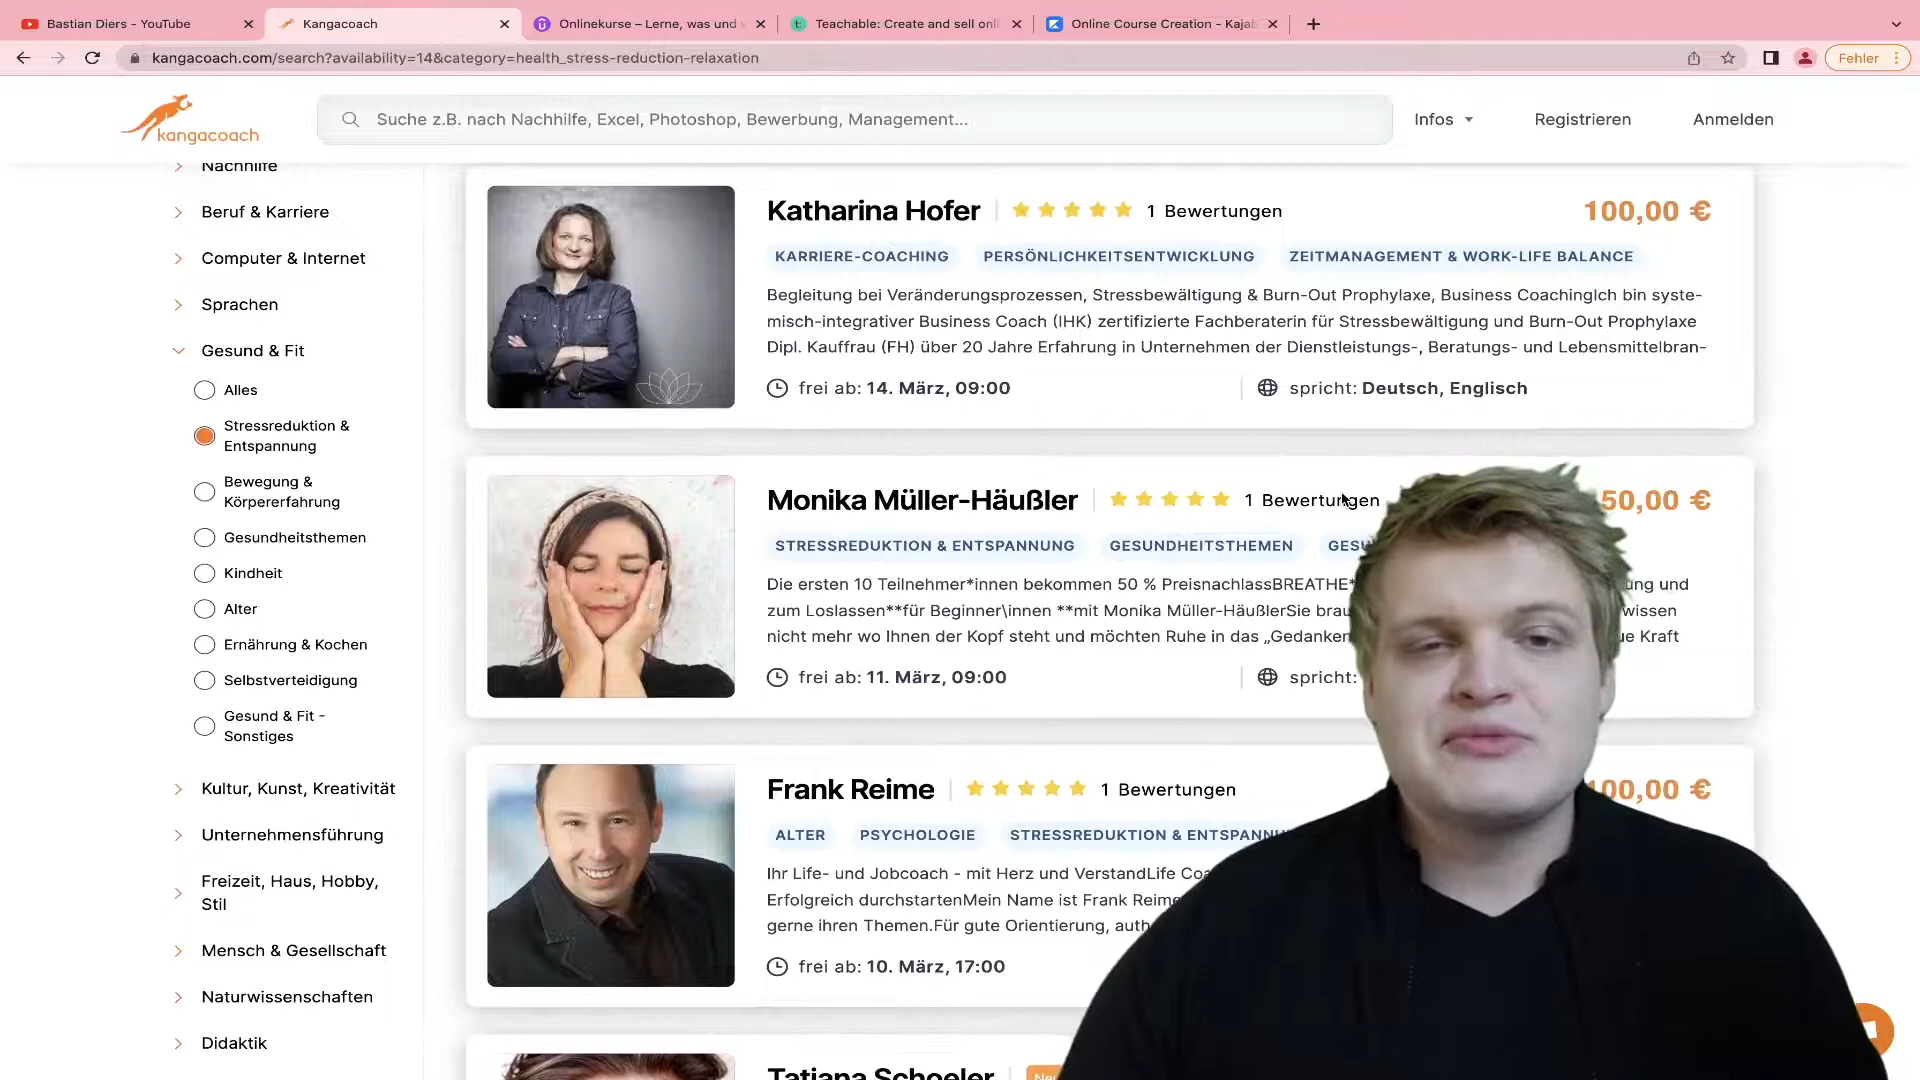 Bastian Diers - YouTube
Kangacoach
Onlinekurse – Lerne, was und
Teachable: Create and sell onl
Online Course Creation - Kajab
kangacoach.com/search?availability=14&category=health_stress-reduction-relaxation
Fehler
kangacoach
Suche z.B. nach Nachhilfe, Excel, Photoshop, Bewerbung, Management...
Infos
Registrieren
Anmelden
Nachhilfe
Beruf & Karriere
Computer & Internet
Sprachen
Gesund & Fit
Alles
Stressreduktion &
Entspannung
Bewegung &
Körpererfahrung
Gesundheitsthemen
Kindheit
Alter
Ernährung & Kochen
Selbstverteidigung
Gesund & Fit -
Sonstiges
Kultur, Kunst, Kreativität
Unternehmensführung
Freizeit, Haus, Hobby,
Stil
Mensch & Gesellschaft
Naturwissenschaften
Didaktik
Katharina Hofer 1 Bewertungen 100,00 €
KARRIERE-COACHING PERSÖNLICHKEITSENTWICKLUNG ZEITMANAGEMENT & WORK-LIFE BALANCE
Begleitung bei Veränderungsprozessen, Stressbewältigung & Burn-Out Prophylaxe, Business CoachingIch bin syste-
misch-integrativer Business Coach (IHK) zertifizierte Fachberaterin für Stressbewältigung und Burn-Out Prophylaxe
Dipl. Kauffrau (FH) über 20 Jahre Erfahrung in Unternehmen der Dienstleistungs-, Beratungs- und Lebensmittelbran-
frei ab: 14. März, 09:00 spricht: Deutsch, Englisch
Monika Müller-Häußler 1 Bewertungen 50,00 €
STRESSREDUKTION & ENTSPANNUNG GESUNDHEITSTHEMEN
Die ersten 10 Teilnehmer*innen bekommen 50 % PreisnachlassBREATHE* und
zum Loslassen**für Beginner\innen **mit Monika Müller-HäußlerSie wissen
nicht mehr wo Ihnen der Kopf steht und möchten Ruhe in das „Gedanken Kraft
frei ab: 11. März, 09:00 spricht:
Frank Reime 1 Bewertungen 100,00 €
ALTER PSYCHOLOGIE STRESSREDUKTION &
Ihr Life- und Jobcoach - mit Herz und VerstandLife
Erfolgreich durchstartenMein Name ist Frank Reime
gerne ihren Themen.Für gute Orientierung,
frei ab: 10. März, 17:00
Tatjana Schoeler